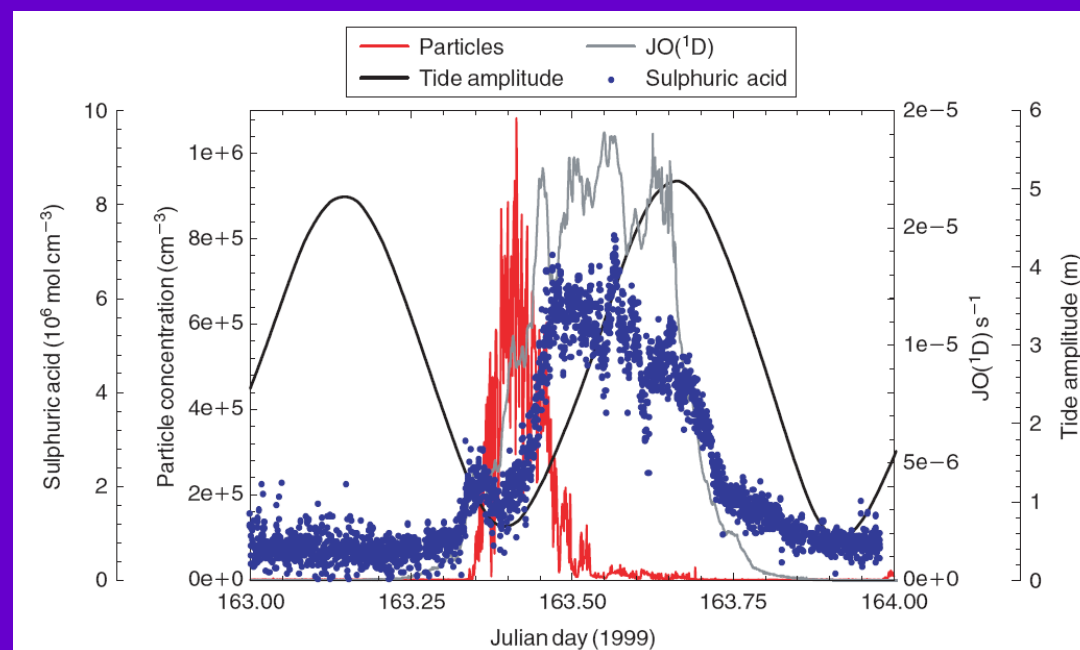 Particles
JO(¹D)
Tide amplitude
Sulphuric acid
Sulphuric acid (10⁶ mol cm⁻³)
10
8
6
4
2
0
Particle concentration (cm⁻³)
1e+6
8e+5
6e+5
4e+5
2e+5
0e+0
2e-5
2e-5
1e-5
5e-6
0e+0
JO(¹D) s⁻¹
6
5
4
3
2
1
0
Tide amplitude (m)
163.00
163.25
163.50
163.75
164.00
Julian day (1999)